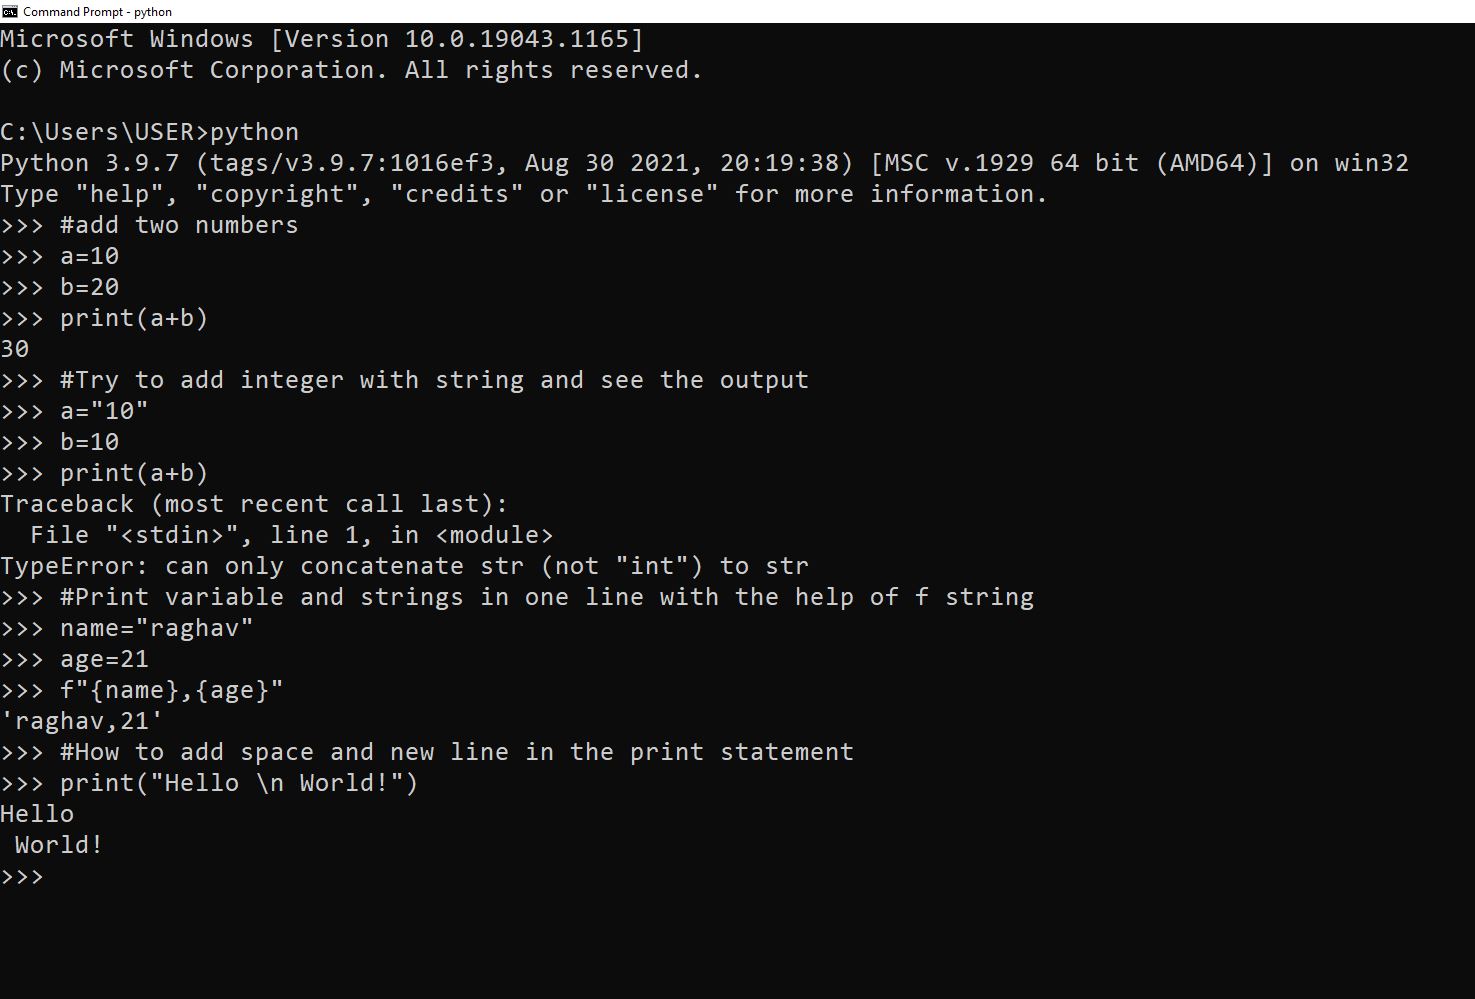 Command Prompt - python
Microsoft Windows [Version 10.0.19043.1165]
(c) Microsoft Corporation. All rights reserved.
C:\Users\USER>python
Python 3.9.7 (tags/v3.9.7:1016ef3, Aug 30 2021, 20:19:38) [MSC v.1929 64 bit (AMD64)] on win32
Type "help", "copyright", "credits" or "license" for more information.
>>> #add two numbers
>>> a=10
>>> b=20
>>> print(a+b)
30
>>> #Try to add integer with string and see the output
>>> a="10"
>>> b=10
>>> print(a+b)
Traceback (most recent call last):
  File "<stdin>", line 1, in <module>
TypeError: can only concatenate str (not "int") to str
>>> #Print variable and strings in one line with the help of f string
>>> name="raghav"
>>> age=21
>>> f"{name},{age}"
'raghav,21'
>>> #How to add space and new line in the print statement
>>> print("Hello \n World!")
Hello
 World!
>>>